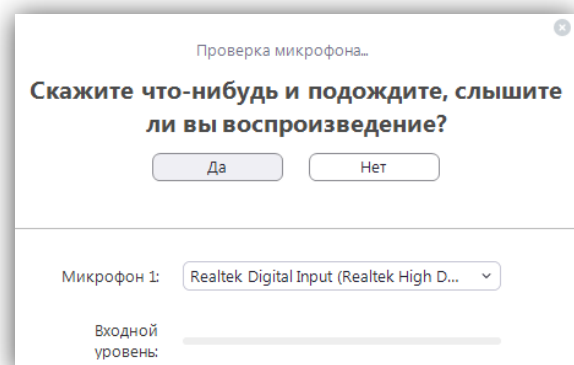 Проверка микрофона...
Скажите что-нибудь и подождите, слышите
ли вы воспроизведение?
Да
Нет
Микрофон 1:
Realtek Digital Input (Realtek High D...
Входной
уровень: